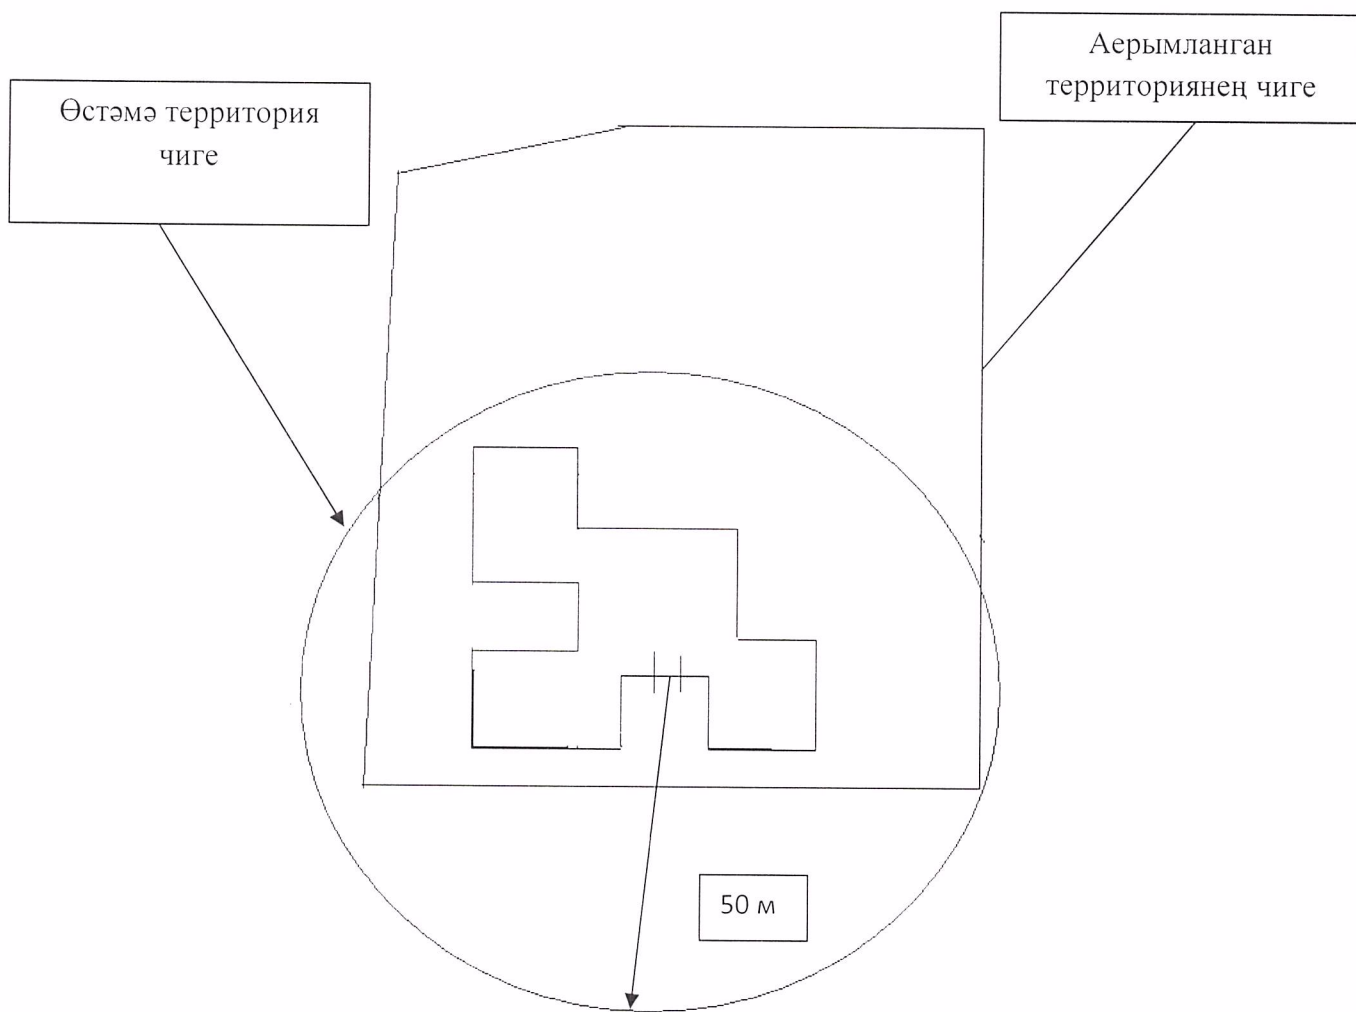 Өстәмә территория
чиге
Аерымланган
территориянең чиге
50 м